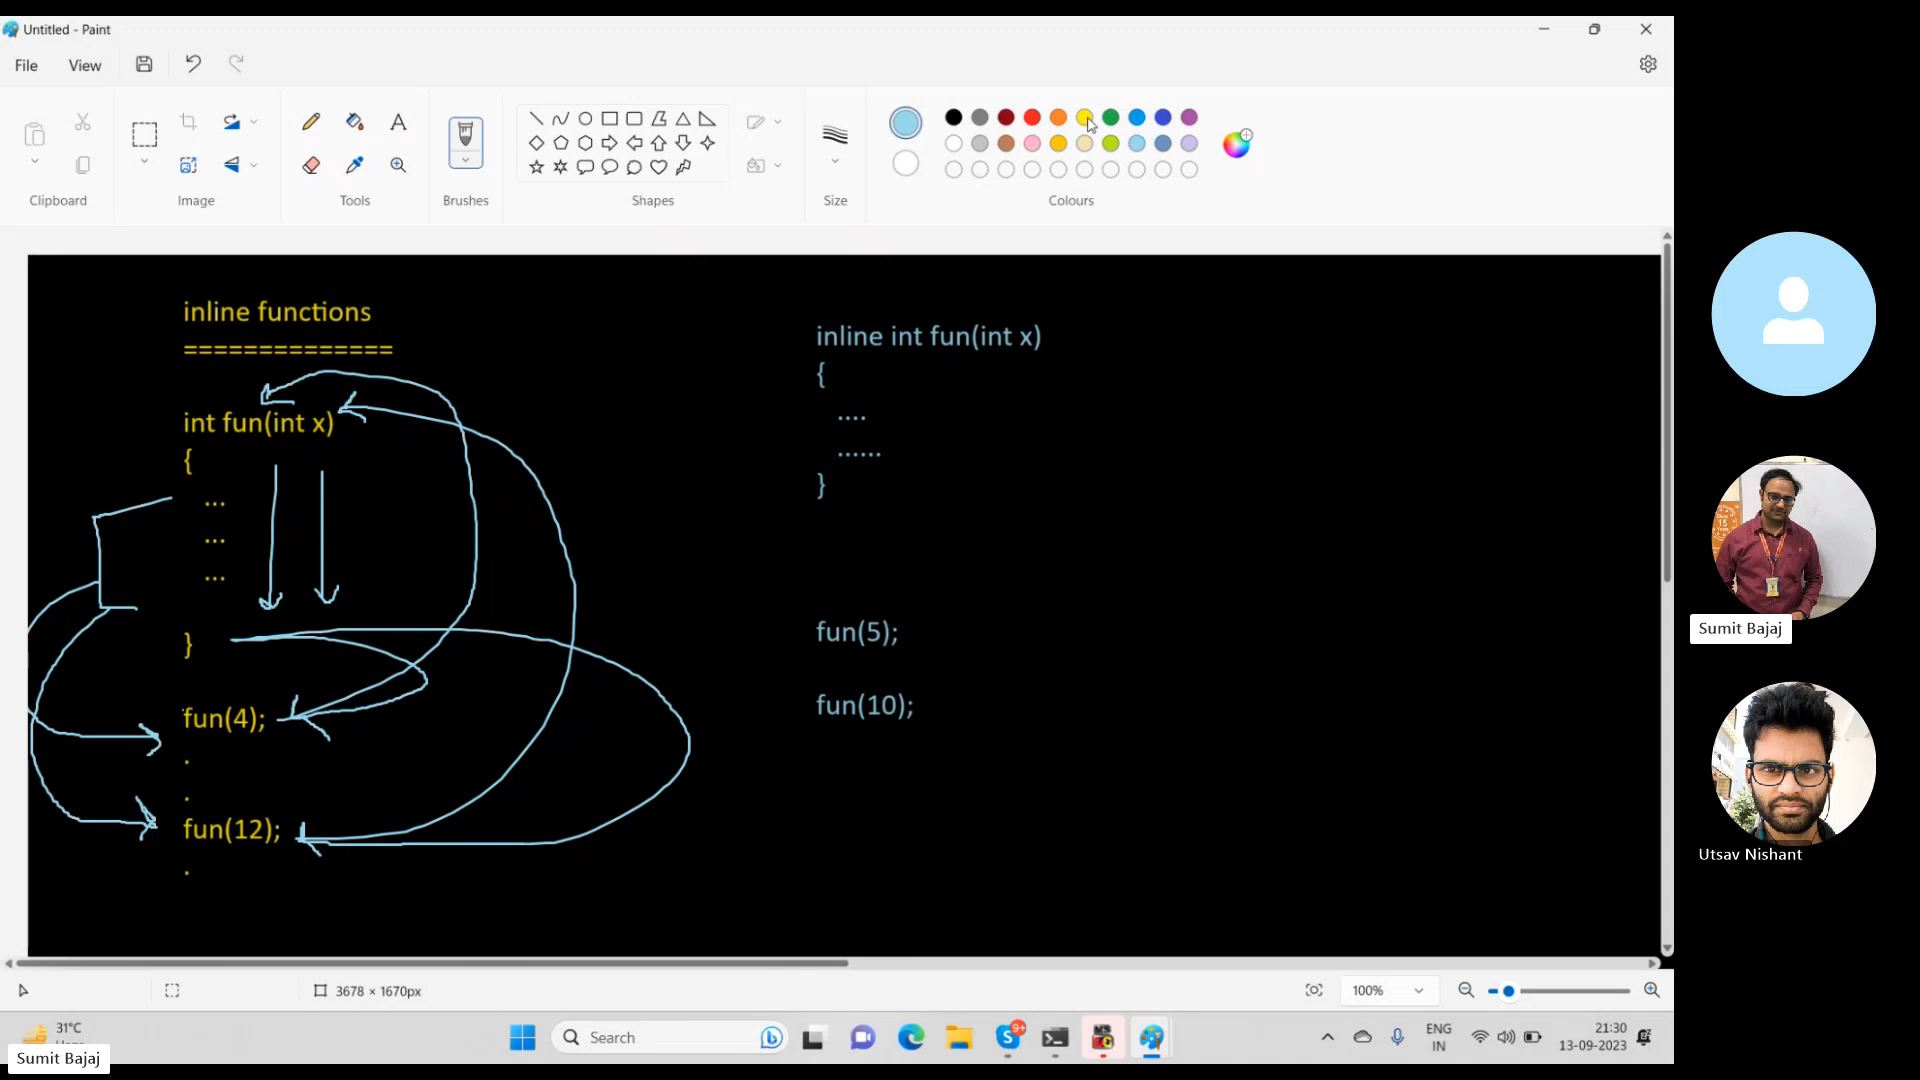 Untitled - Paint
File
View
Clipboard
Image
Tools
Brushes
Shapes
Size
Colours
inline functions
==============
int fun(int x)
{
...
...
...
}
fun(4);
.
.
fun(12);
.
inline int fun(int x)
{
....
......
}
fun(5);
fun(10);
Sumit Bajaj
Utsav Nishant
3678 × 1670px
100%
31°C
Sumit Bajaj
Search
9+
ENG
IN
21:30
13-09-2023